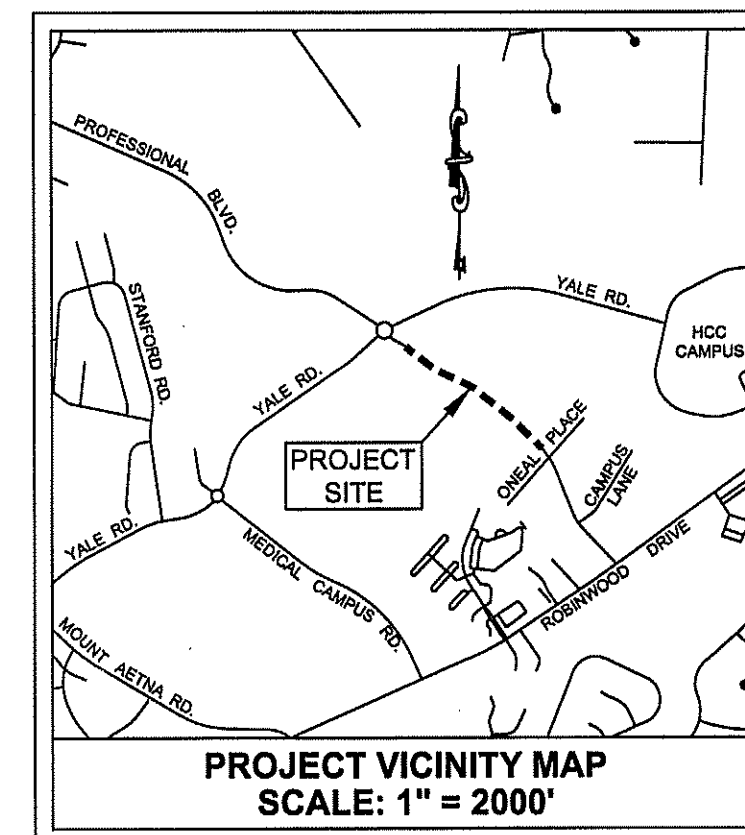 PROFESSIONAL
BLVD.
YALE RD.
HCC
CAMPUS
STANFORD RD.
YALE RD.
PROJECT
SITE
ONEAL PLACE
CAMPUS
LANE
YALE RD.
MEDICAL CAMPUS RD.
ROBINWOOD DRIVE
MOUNT AETNA RD.
PROJECT VICINITY MAP
SCALE: 1" = 2000'